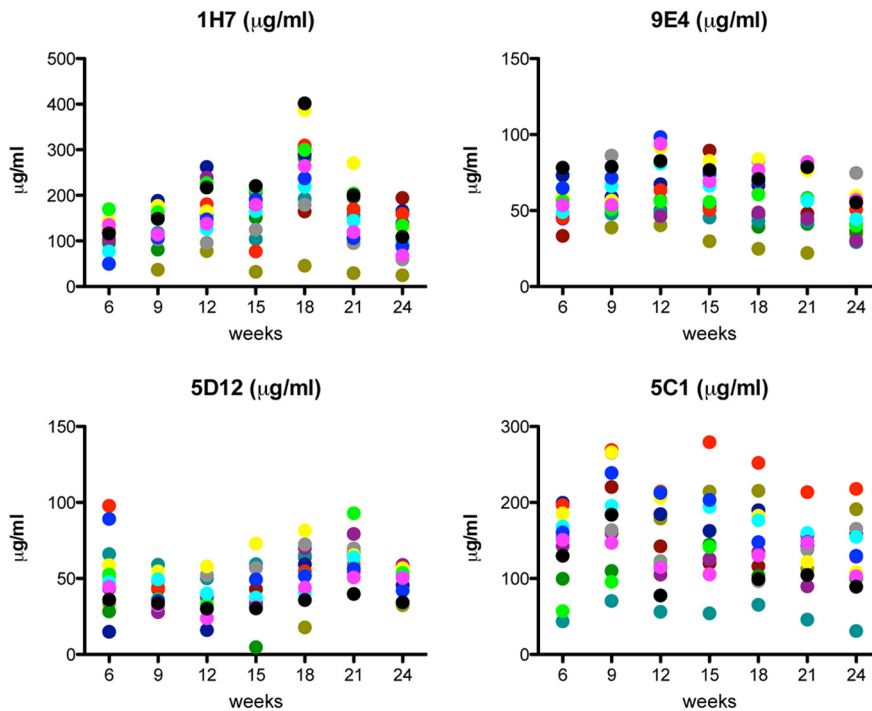 1H7 (μg/ml)
500
400
300
200
100
0
μg/ml
6 9 12 15 18 21 24
weeks
9E4 (μg/ml)
150
100
50
0
μg/ml
6 9 12 15 18 21 24
weeks
5D12 (μg/ml)
150
100
50
0
μg/ml
6 9 12 15 18 21 24
weeks
5C1 (μg/ml)
300
200
100
0
μg/ml
6 9 12 15 18 21 24
weeks